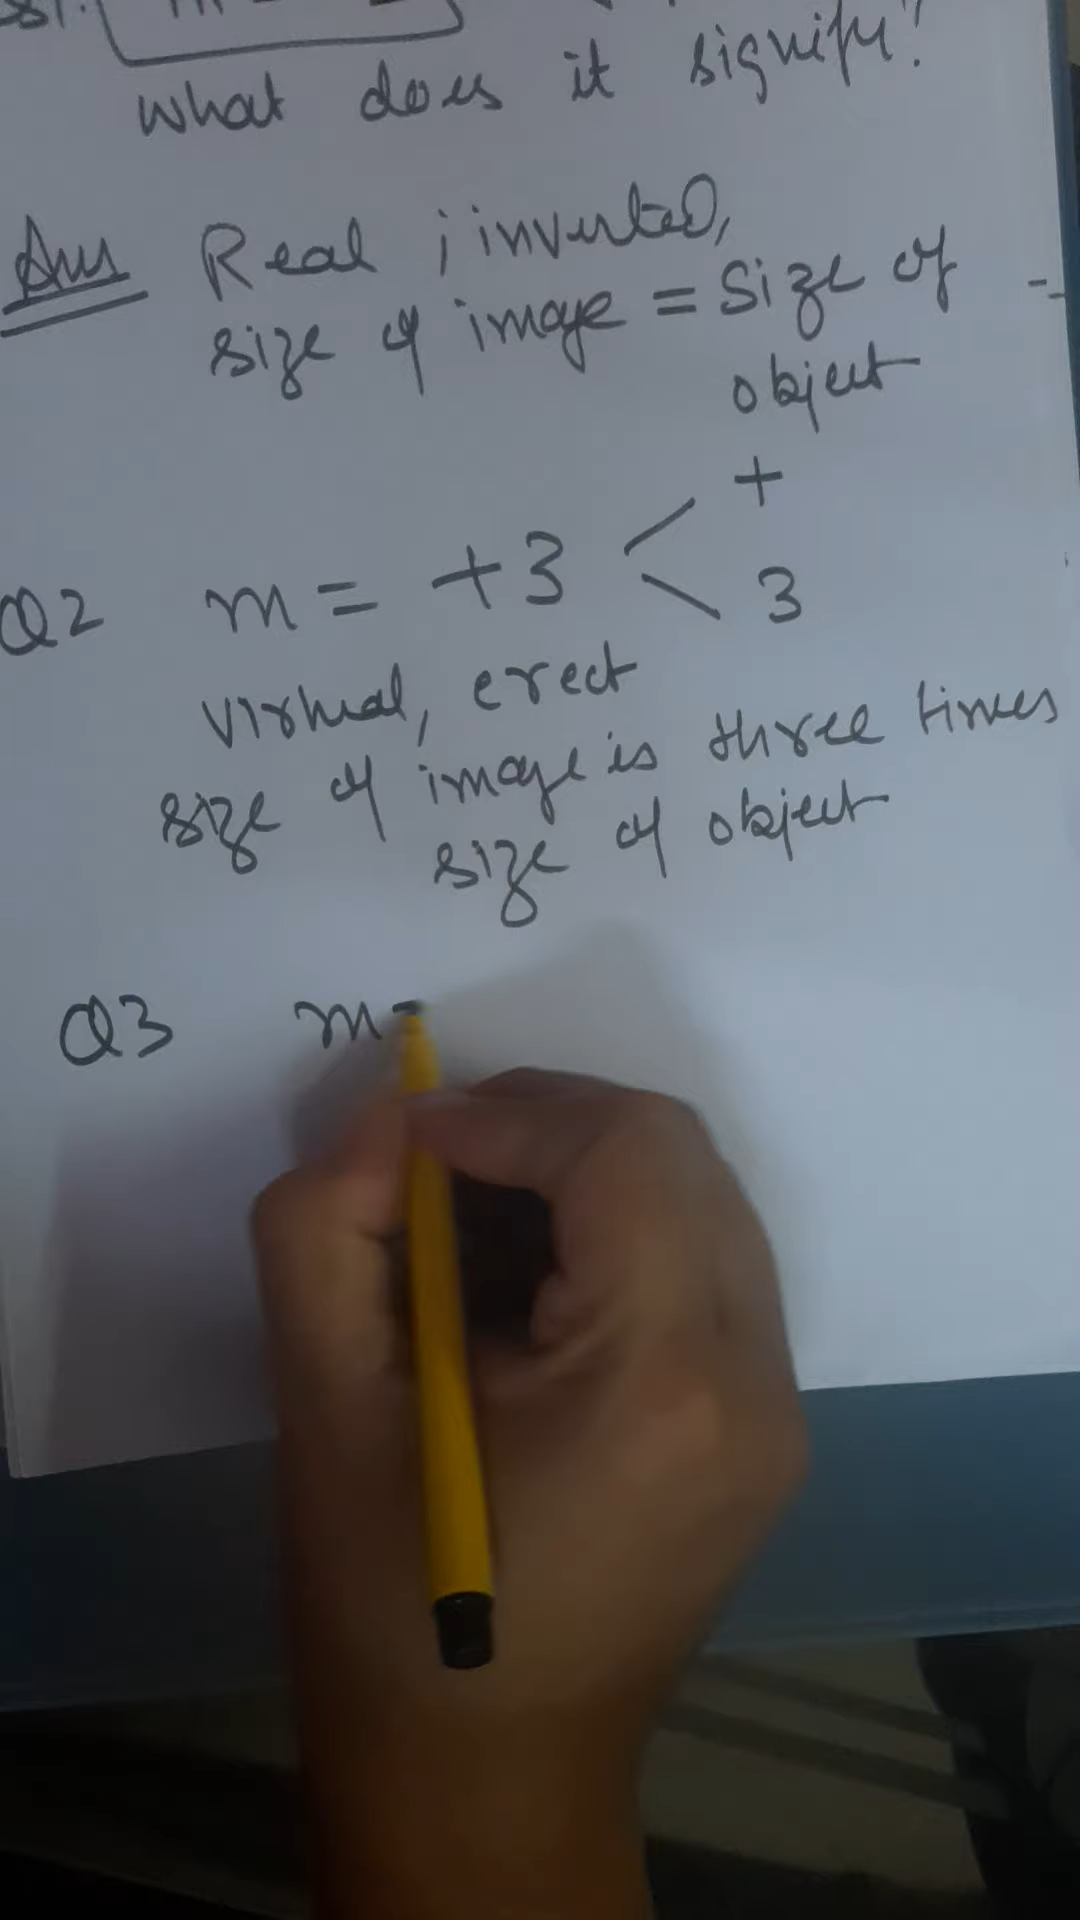 what does it signify?
Ans Real, inverted,
size of image = Size of
object
+
Q2 m = +3 <
3
virtual, erect
size of image is three times
size of object
Q3 m=